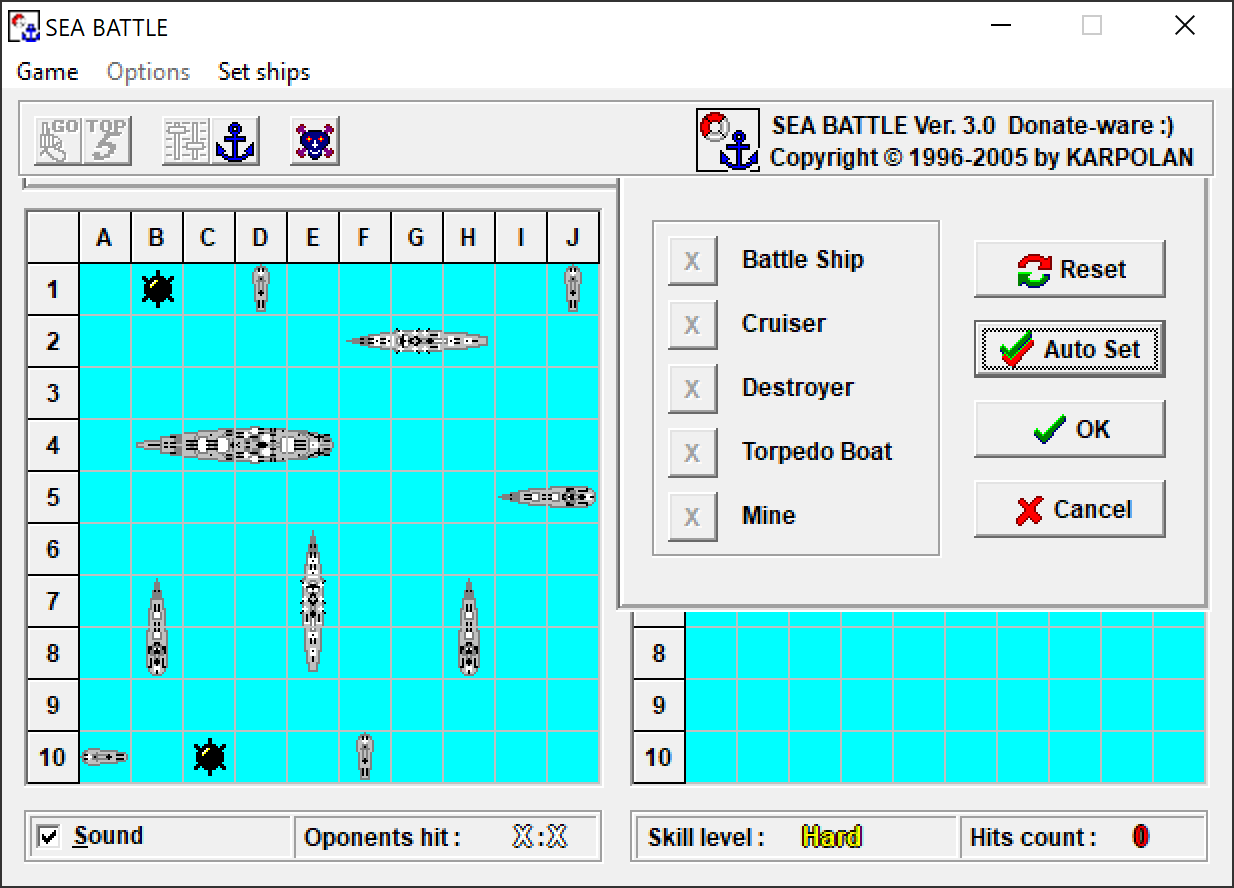 SEA BATTLE
Game Options Set ships
GO TOP 5
SEA BATTLE Ver. 3.0 Donate-ware :)
Copyright © 1996-2005 by KARPOLAN
A B C D E F G H I J
1
2
3
4
5
6
7
8
9
10
X Battle Ship
X Cruiser
X Destroyer
X Torpedo Boat
X Mine
Reset
Auto Set
OK
Cancel
8
9
10
Sound
Oponents hit : X:X
Skill level : Hard
Hits count : 0